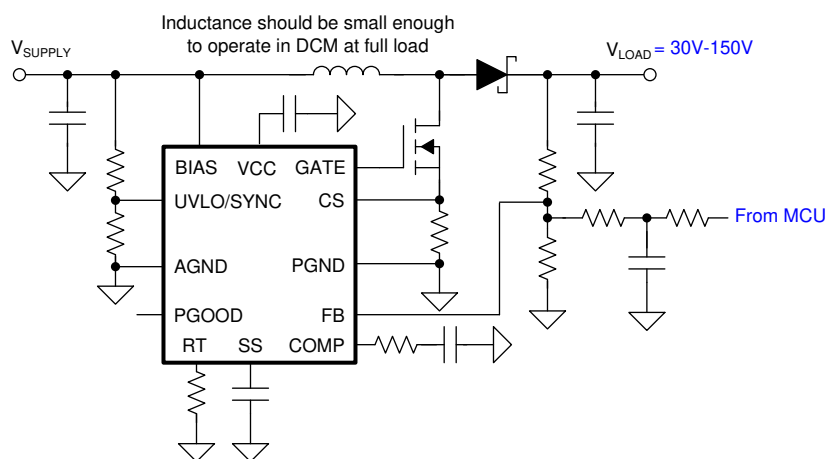 Inductance should be small enough
to operate in DCM at full load
VSUPPLY
VLOAD = 30V-150V
BIAS VCC GATE
UVLO/SYNC CS
AGND PGND
PGOOD FB
RT SS COMP
From MCU